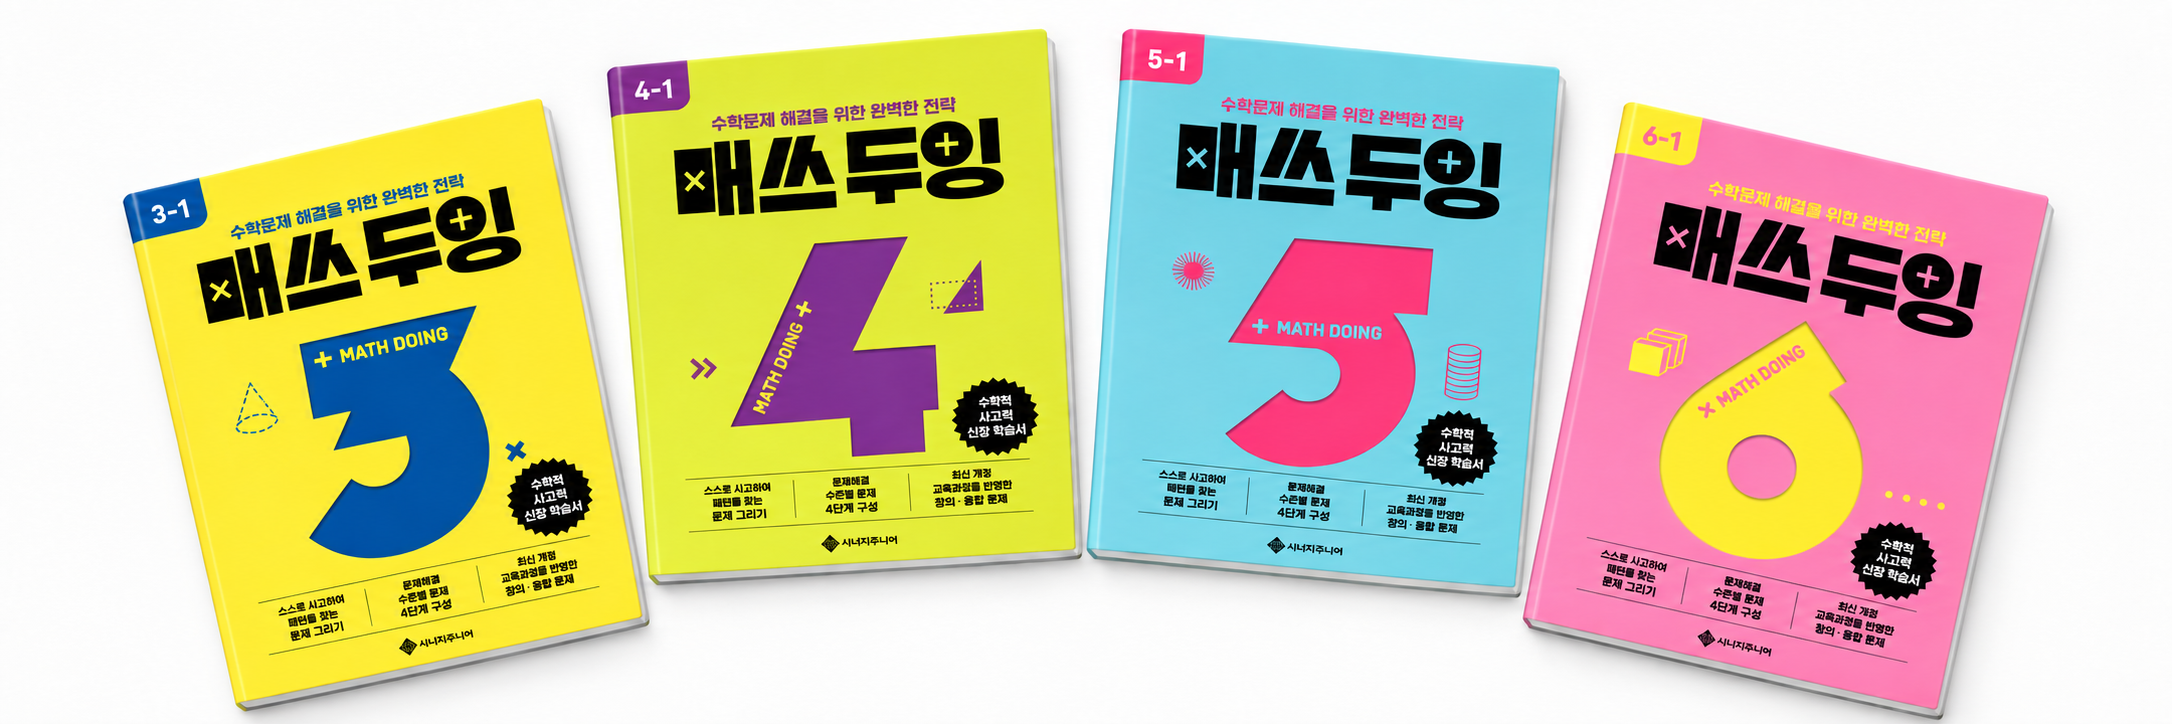 3-1
수학문제 해결을 위한 완벽한 전략
매쓰 두잉
3
+ MATH DOING
수학적
사고력
신장 학습서
스스로 사고하여
패턴을 찾는
문제 그리기
문제해결
수준별 문제
4단계 구성
최신 개정
교육과정을 반영한
창의·융합 문제
시너지주니어
4-1
수학문제 해결을 위한 완벽한 전략
매쓰 두잉
4
MATH DOING +
수학적
사고력
신장 학습서
스스로 사고하여
패턴을 찾는
문제 그리기
문제해결
수준별 문제
4단계 구성
최신 개정
교육과정을 반영한
창의·융합 문제
시너지주니어
5-1
수학문제 해결을 위한 완벽한 전략
매쓰 두잉
5
+ MATH DOING
수학적
사고력
신장 학습서
스스로 사고하여
패턴을 찾는
문제 그리기
문제해결
수준별 문제
4단계 구성
최신 개정
교육과정을 반영한
창의·융합 문제
시너지주니어
6-1
수학문제 해결을 위한 완벽한 전략
매쓰 두잉
6
× MATH DOING
수학적
사고력
신장 학습서
스스로 사고하여
패턴을 찾는
문제 그리기
문제해결
수준별 문제
4단계 구성
최신 개정
교육과정을 반영한
창의·융합 문제
시너지주니어